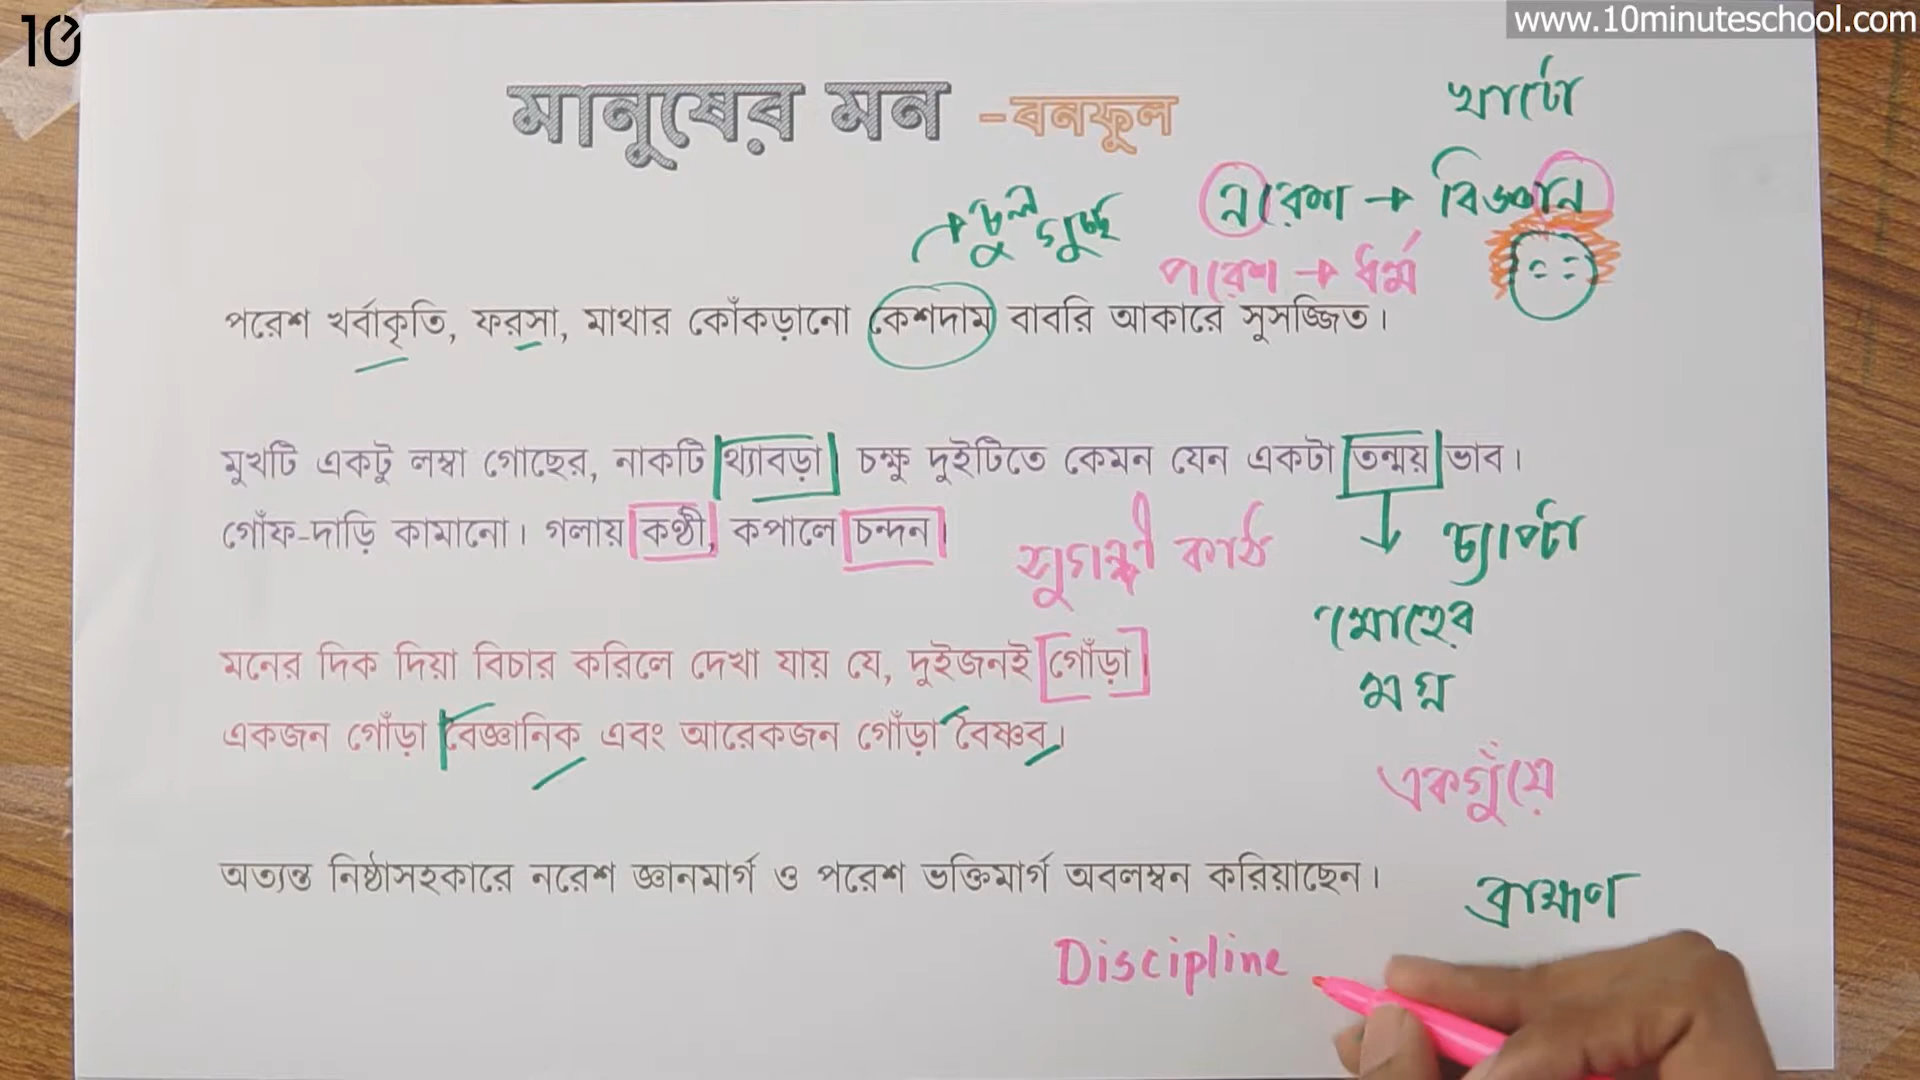 10
www.10minuteschool.com
মানুষের মন -বনফুল
খাটো
চুল গুচ্ছ
নরেশ → বিজ্ঞানি
পরেশ → ধর্ম
পরেশ খর্বাকৃতি, ফরসা, মাথার কোঁকড়ানো কেশদাম বাবরি আকারে সুসজ্জিত।
মুখটি একটু লম্বা গোছের, নাকটি থ্যাবড়া চক্ষু দুইটিতে কেমন যেন একটা তন্ময় ভাব।
গোঁফ-দাড়ি কামানো। গলায় কণ্ঠী, কপালে চন্দন।
সুগন্ধী কাঠ
চ্যাপ্টা
মোহের
মগ্ন
মনের দিক দিয়া বিচার করিলে দেখা যায় যে, দুইজনই গোঁড়া
একজন গোঁড়া বৈজ্ঞানিক এবং আরেকজন গোঁড়া বৈষ্ণব।
একগুঁয়ে
অত্যন্ত নিষ্ঠাসহকারে নরেশ জ্ঞানমার্গ ও পরেশ ভক্তিমার্গ অবলম্বন করিয়াছেন।
ব্রাহ্মণ
Discipline